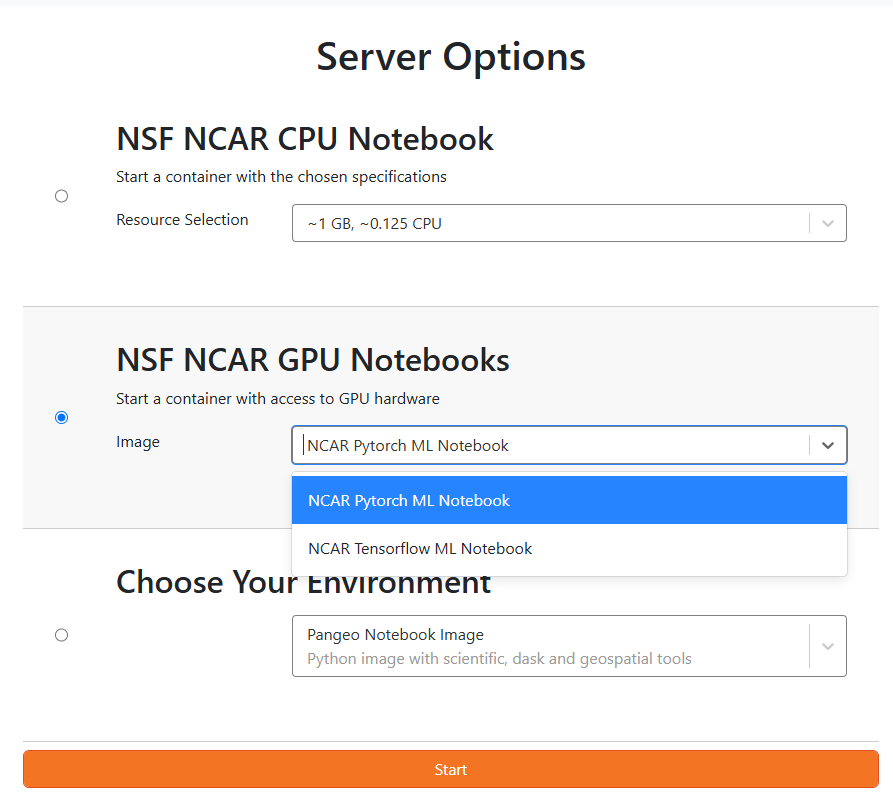 Server Options
NSF NCAR CPU Notebook
Start a container with the chosen specifications
Resource Selection
~1 GB, ~0.125 CPU
NSF NCAR GPU Notebooks
Start a container with access to GPU hardware
Image
NCAR Pytorch ML Notebook
NCAR Pytorch ML Notebook
NCAR Tensorflow ML Notebook
Choose Your Environment
Pangeo Notebook Image
Python image with scientific, dask and geospatial tools
Start